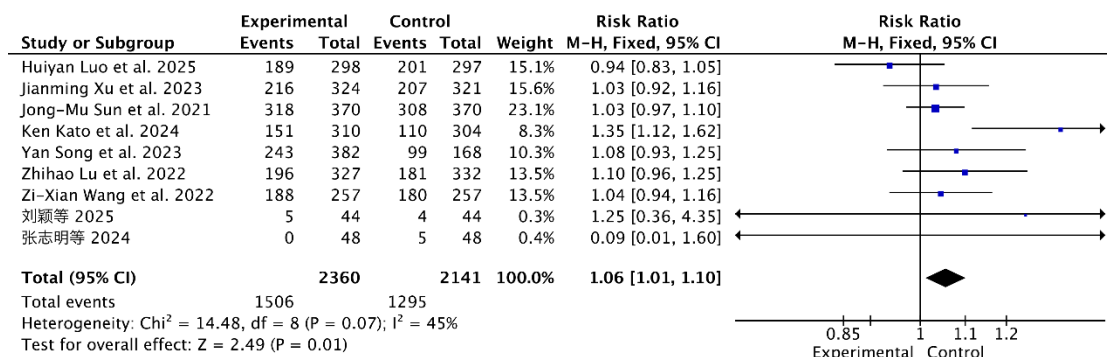 Experimental Control Risk Ratio Risk Ratio
Study or Subgroup Events Total Events Total Weight M-H, Fixed, 95% CI M-H, Fixed, 95% CI
Huiyan Luo et al. 2025 189 298 201 297 15.1% 0.94 [0.83, 1.05]
Jianming Xu et al. 2023 216 324 207 321 15.6% 1.03 [0.92, 1.16]
Jong-Mu Sun et al. 2021 318 370 308 370 23.1% 1.03 [0.97, 1.10]
Ken Kato et al. 2024 151 310 110 304 8.3% 1.35 [1.12, 1.62]
Yan Song et al. 2023 243 382 99 168 10.3% 1.08 [0.93, 1.25]
Zhihao Lu et al. 2022 196 327 181 332 13.5% 1.10 [0.96, 1.25]
Zi-Xian Wang et al. 2022 188 257 180 257 13.5% 1.04 [0.94, 1.16]
刘颖等 2025 5 44 4 44 0.3% 1.25 [0.36, 4.35]
张志明等 2024 0 48 5 48 0.4% 0.09 [0.01, 1.60]
Total (95% CI) 2360 2141 100.0% 1.06 [1.01, 1.10]
Total events 1506 1295
Heterogeneity: Chi² = 14.48, df = 8 (P = 0.07); I² = 45%
Test for overall effect: Z = 2.49 (P = 0.01)
0.85 1 1.1 1.2
Experimental Control